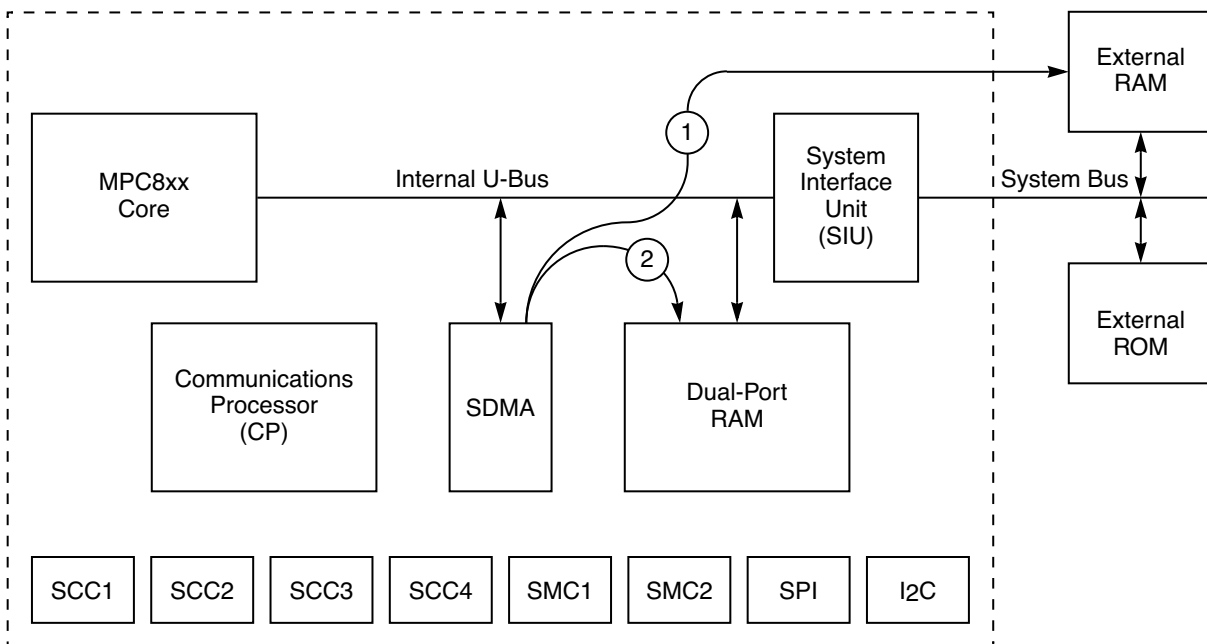 External
RAM
1
MPC8xx
Core
Internal U-Bus
System
Interface
Unit
(SIU)
System Bus
2
External
ROM
Communications
Processor
(CP)
SDMA
Dual-Port
RAM
SCC1
SCC2
SCC3
SCC4
SMC1
SMC2
SPI
I2C